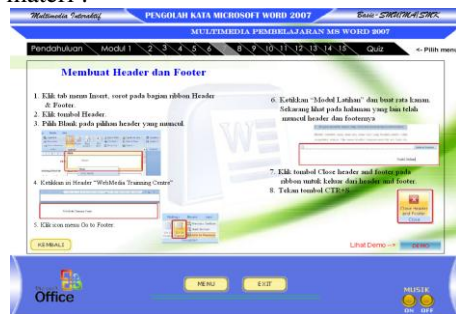 materi .
Multimedia Interaktif
PENGOLAH KATA MICROSOFT WORD 2007
Basic-SMU/MA/SMK
MULTIMEDIA PEMBELAJARAN MS WORD 2007
Pendahuluan Modul 1 2 3 4 5 6 8 9 10 11 12 13 14 15 Quiz <- Pilih menu
Membuat Header dan Footer
1. Klik tab menu Insert, sorot pada bagian ribbon Header
& Footer.
2. Klik tombol Header.
3. Pilih Blank pada pilihan header yang muncul.
4. Ketikkan isi Header "WebMedia Training Centre"
5. Klik icon menu Go to Footer.
6. Ketikkan "Modul Latihan" dan buat rata kanan.
Sekarang lihat pada halaman yang lain telah
muncul header dan footernya
7. Klik tombol Close header and footer pada
ribbon untuk keluar dari header and footer.
8. Tekan tombol CTRL+S
Close Header
and Footer
Close
KEMBALI
Lihat Demo --> DEMO
Office
MENU
EXIT
MUSIK
ON OFF